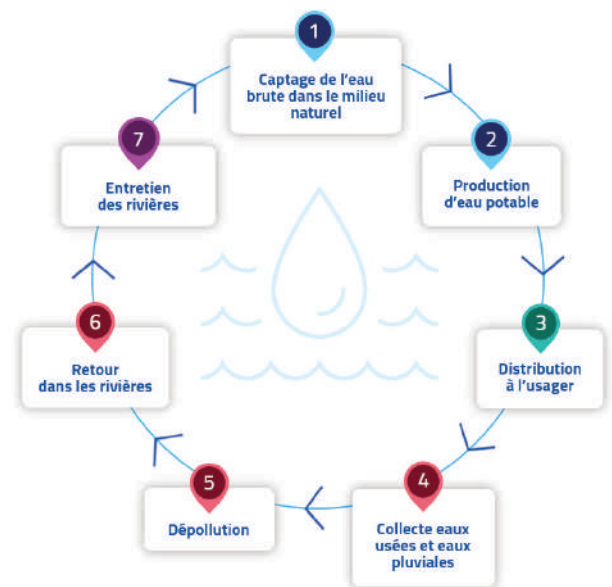 1
Captage de l'eau
brute dans le milieu
naturel
2
Production
d'eau potable
3
Distribution
à l'usager
4
Collecte eaux
usées et eaux
pluviales
5
Dépollution
6
Retour
dans les rivières
7
Entretien
des rivières